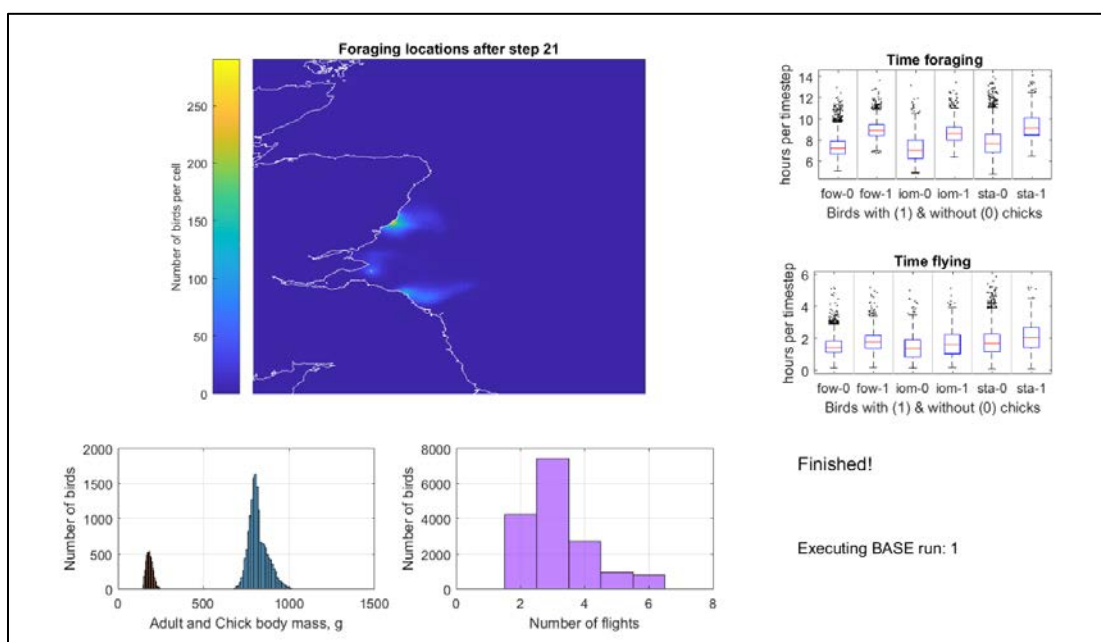 Foraging locations after step 21
Number of birds per cell
250
200
150
100
50
0
Time foraging
hours per timestep
14
12
10
8
6
fow-0 fow-1 iom-0 iom-1 sta-0 sta-1
Birds with (1) & without (0) chicks
Time flying
hours per timestep
6
4
2
0
fow-0 fow-1 iom-0 iom-1 sta-0 sta-1
Birds with (1) & without (0) chicks
Number of birds
2000
1500
1000
500
0
0 500 1000 1500
Adult and Chick body mass, g
Number of birds
8000
6000
4000
2000
0
0 2 4 6 8
Number of flights
Finished!
Executing BASE run: 1